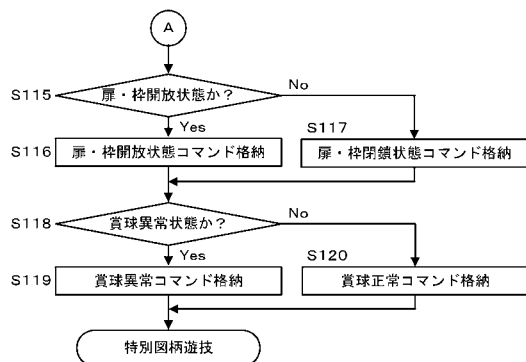 A
S115
扉・枠開放状態か？
No
Yes
S117
S116
扉・枠開放状態コマンド格納
扉・枠閉鎖状態コマンド格納
S118
賞球異常状態か？
No
Yes
S120
S119
賞球異常コマンド格納
賞球正常コマンド格納
特別図柄遊技